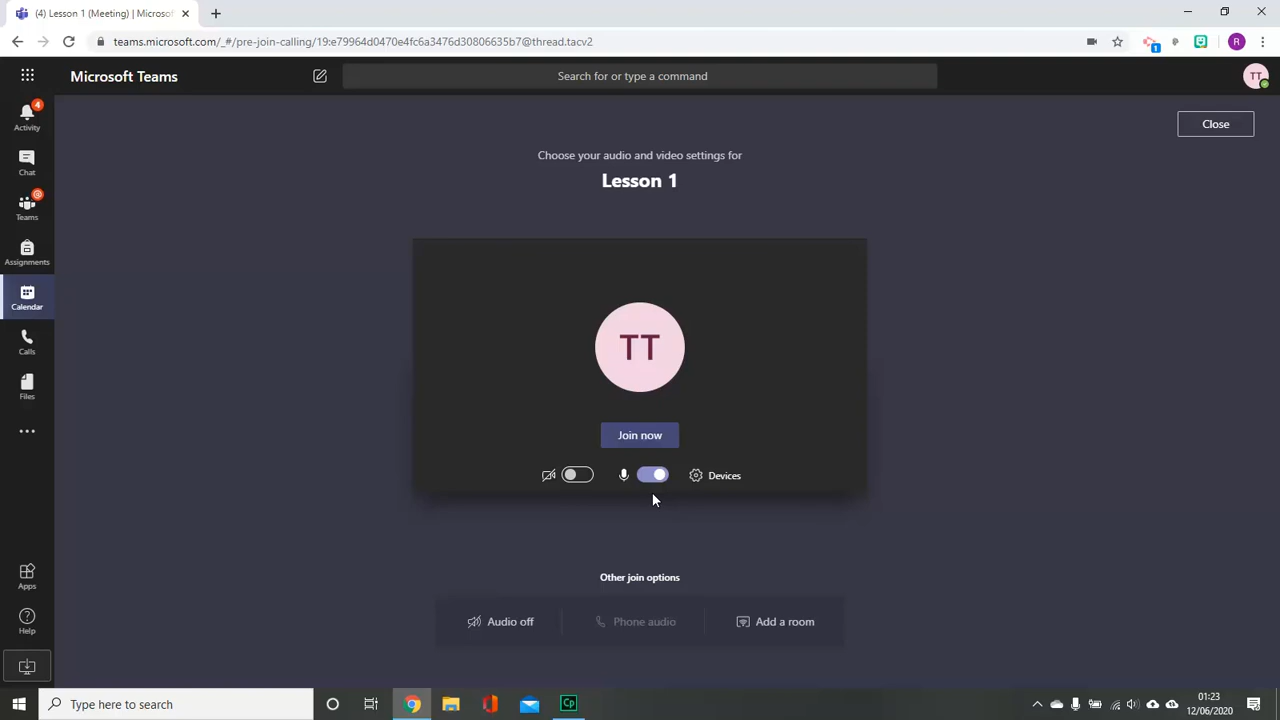 (4) Lesson 1 (Meeting) | Microsof
teams.microsoft.com/_#/pre-join-calling/19:e79964d0470e4fc6a3476d30806635b7@thread.tacv2
1
R
Microsoft Teams
Search for or type a command
TT
4
Activity
Chat
@
Teams
Assignments
Calendar
Calls
Files
Apps
Help
Close
Choose your audio and video settings for
Lesson 1
TT
Join now
Devices
Other join options
Audio off
Phone audio
Add a room
Type here to search
Cp
01:23
12/06/2020